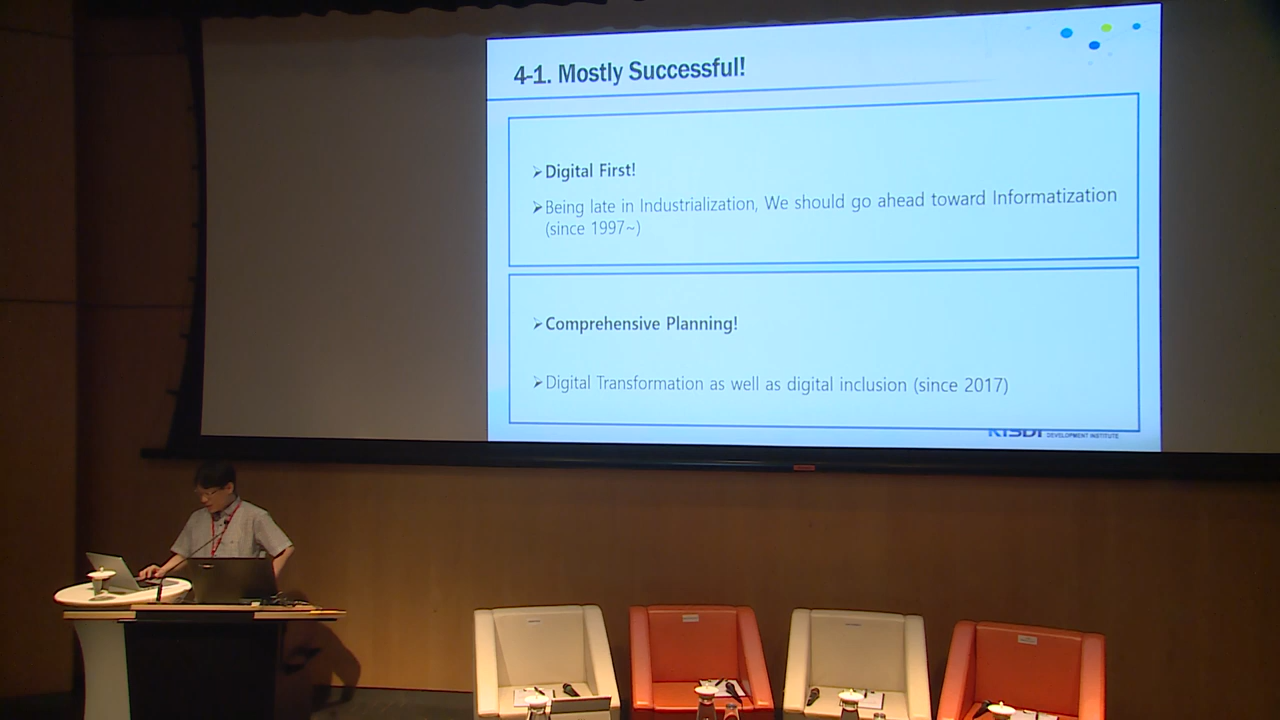 4-1. Mostly Successful!
➢Digital First!
➢Being late in Industrialization, We should go ahead toward Informatization
(since 1997~)
➢Comprehensive Planning!
➢Digital Transformation as well as digital inclusion (since 2017)
KISDI DEVELOPMENT INSTITUTE